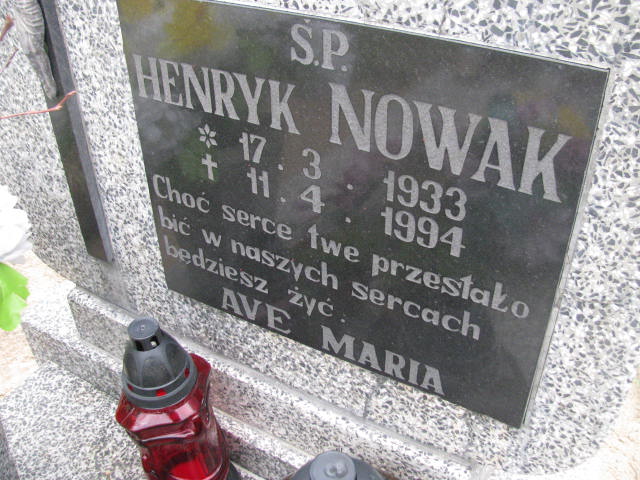 Ś.P.
HENRYK NOWAK
* 17. 3. 1933
† 11. 4. 1994
Choć serce twe przestało
bić w naszych sercach
będziesz żyć.
AVE MARIA